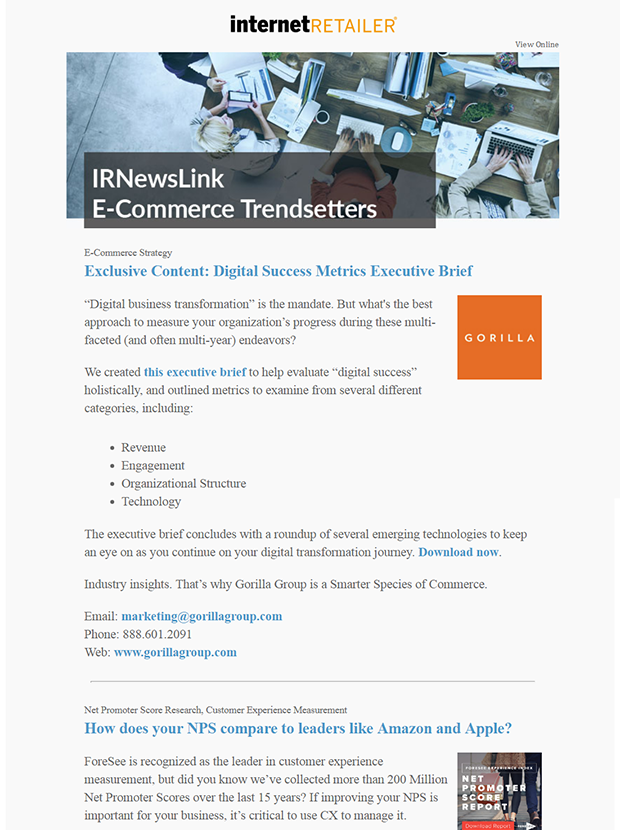 internetRETAILER®
View Online
IRNewsLink
E-Commerce Trendsetters
E-Commerce Strategy
Exclusive Content: Digital Success Metrics Executive Brief
“Digital business transformation” is the mandate. But what's the best
approach to measure your organization’s progress during these multi-
faceted (and often multi-year) endeavors?
GORILLA
We created this executive brief to help evaluate “digital success”
holistically, and outlined metrics to examine from several different
categories, including:
• Revenue
• Engagement
• Organizational Structure
• Technology
The executive brief concludes with a roundup of several emerging technologies to keep
an eye on as you continue on your digital transformation journey. Download now.
Industry insights. That’s why Gorilla Group is a Smarter Species of Commerce.
Email: marketing@gorillagroup.com
Phone: 888.601.2091
Web: www.gorillagroup.com
Net Promoter Score Research, Customer Experience Measurement
How does your NPS compare to leaders like Amazon and Apple?
ForeSee is recognized as the leader in customer experience
measurement, but did you know we’ve collected more than 200 Million
Net Promoter Scores over the last 15 years? If improving your NPS is
important for your business, it’s critical to use CX to manage it.
FORESEE EXPERIENCE INDEX
NET
PROMOTER
SCORE
REPORT
Download Report